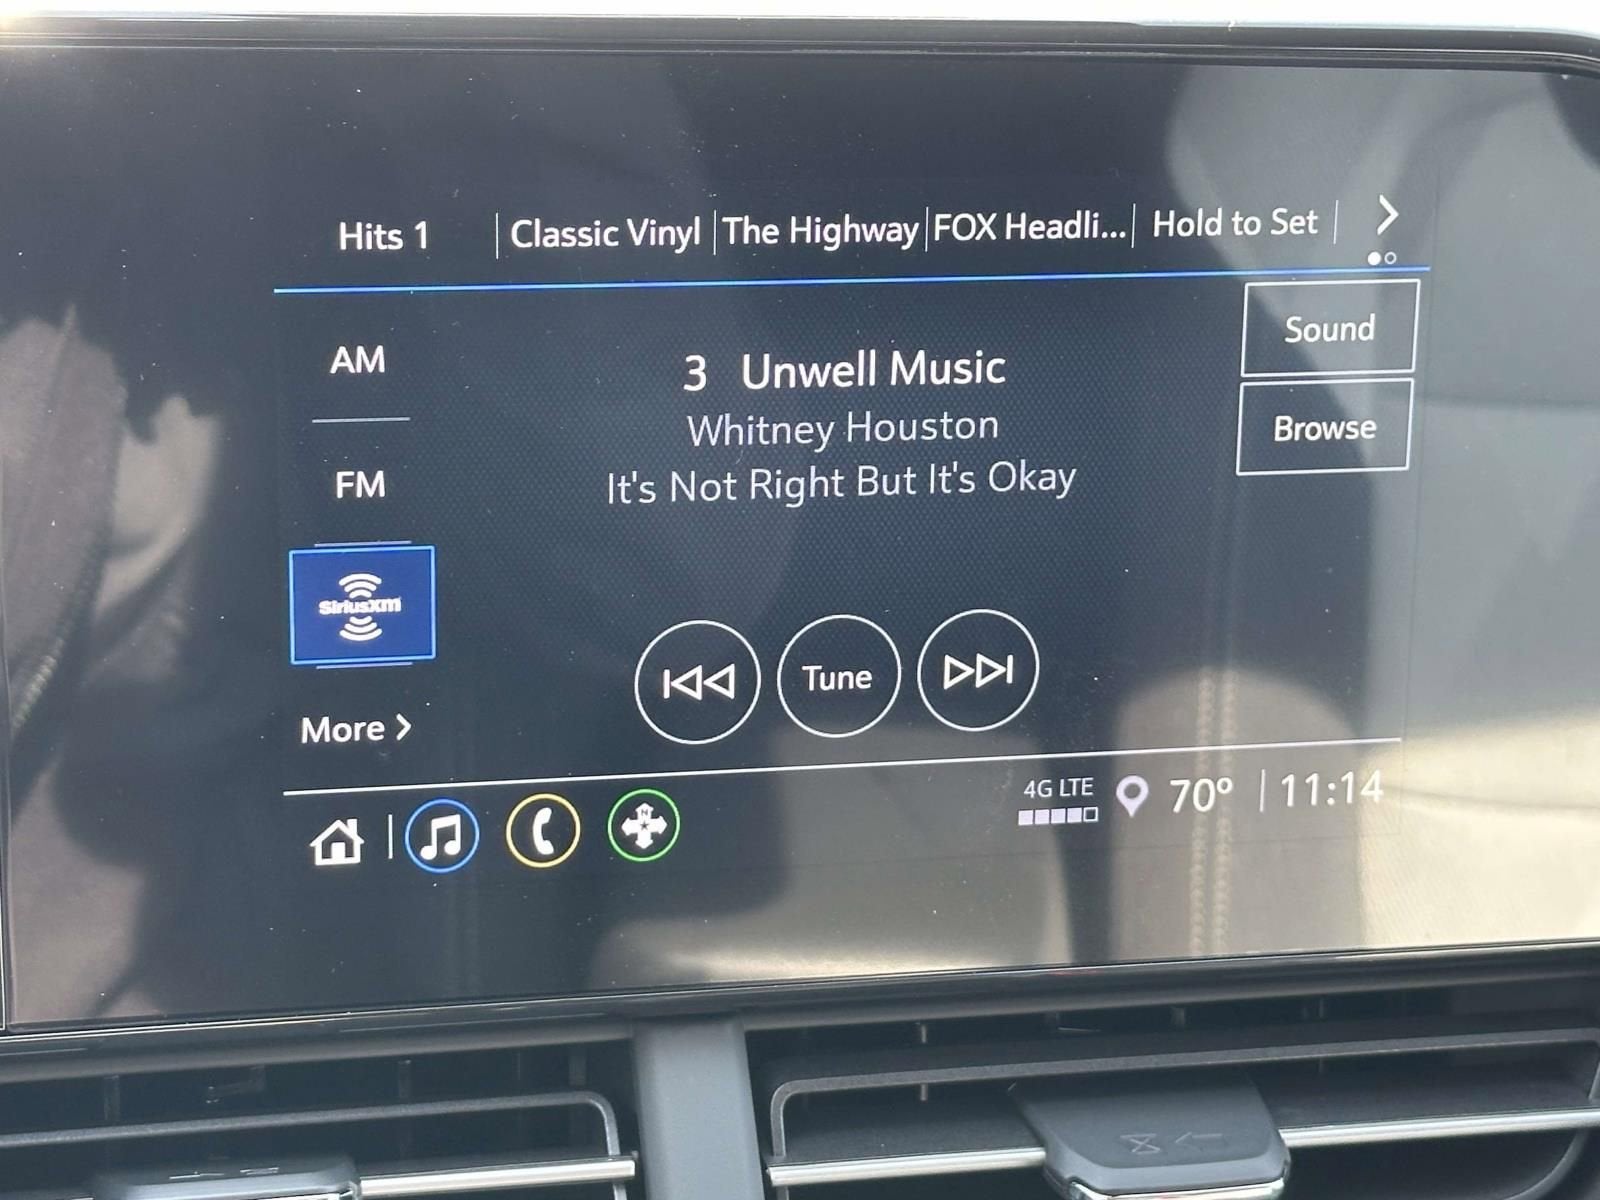 Hits 1
Classic Vinyl
The Highway
FOX Headli...
Hold to Set
Sound
Browse
AM
FM
SiriusXM
More
3 Unwell Music
Whitney Houston
It's Not Right But It's Okay
Tune
N
4G LTE
70° 11:14